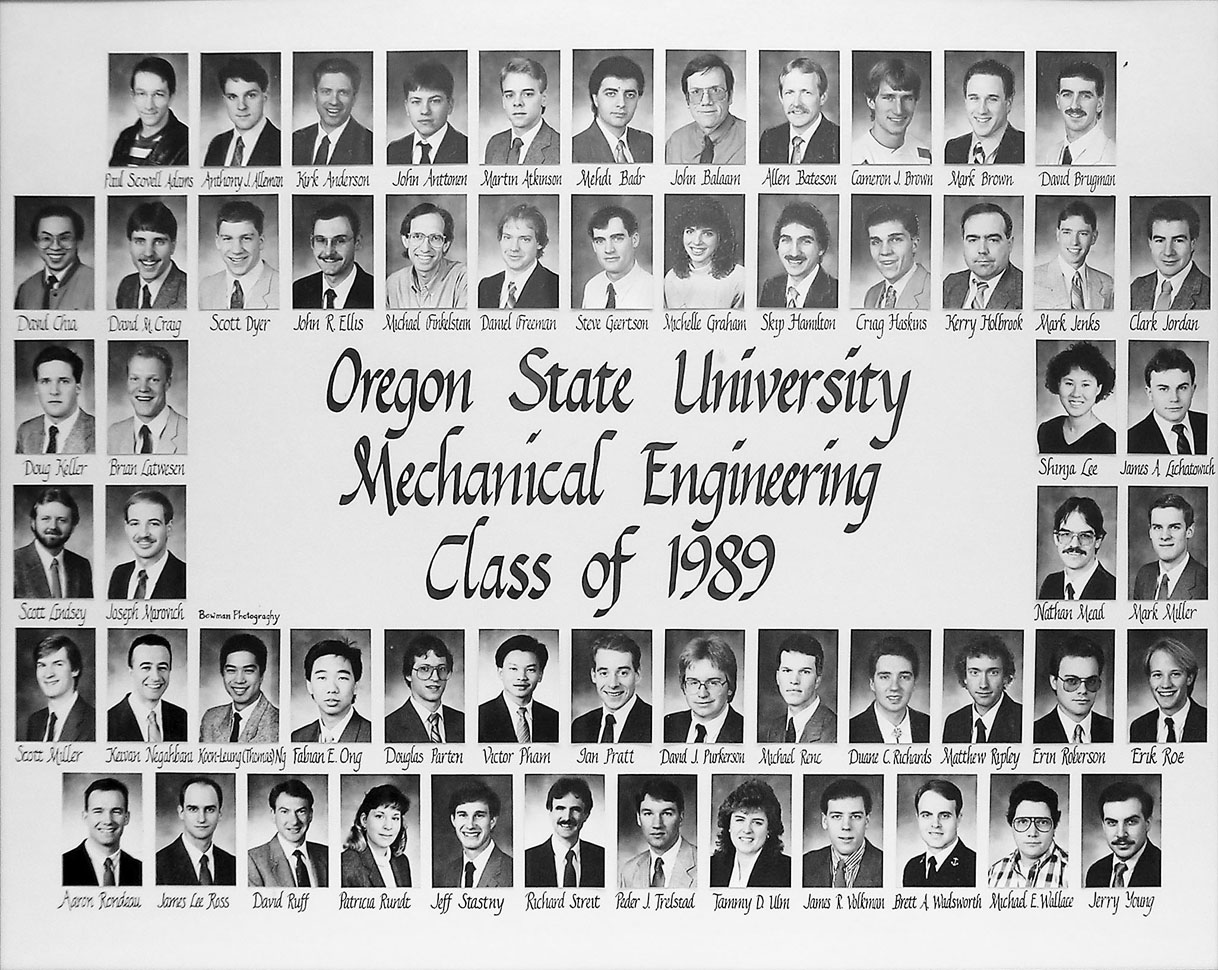 Paul Scovell Adams Anthony J. Alleman Kirk Anderson John Anttonen Martin Atkinson Mehdi Badr John Balaam Allen Bateson Cameron J. Brown Mark Brown David Brugman
David Chia David M. Craig Scott Dyer John R. Ellis Michael Finkelstein Daniel Freeman Steve Geertson Michelle Graham Skip Hamilton Criag Haskins Kerry Holbrook Mark Jenks Clark Jordan
Oregon State University
Doug Keller Brian Latwesen Shinja Lee James A. Lichatowich
Mechanical Engineering
Class of 1989
Scott Lindsey Joseph Marovich Bowman Photography Nathan Mead Mark Miller
Scott Miller Keivan Negahbani Koon-Leung (Thomas) Ng Fabian E. Ong Douglas Parten Victor Pham Ian Pratt David J. Purkerson Michael Renc Duane C. Richards Matthew Ripley Erin Roberson Erik Roe
Aaron Rondeau James Lee Ross David Ruff Patricia Rundt Jeff Stastny Richard Streit Peder J. Trelstad Tammy D. Ulm James R. Volkman Brett A. Wadsworth Michael E. Wallace Jerry Young